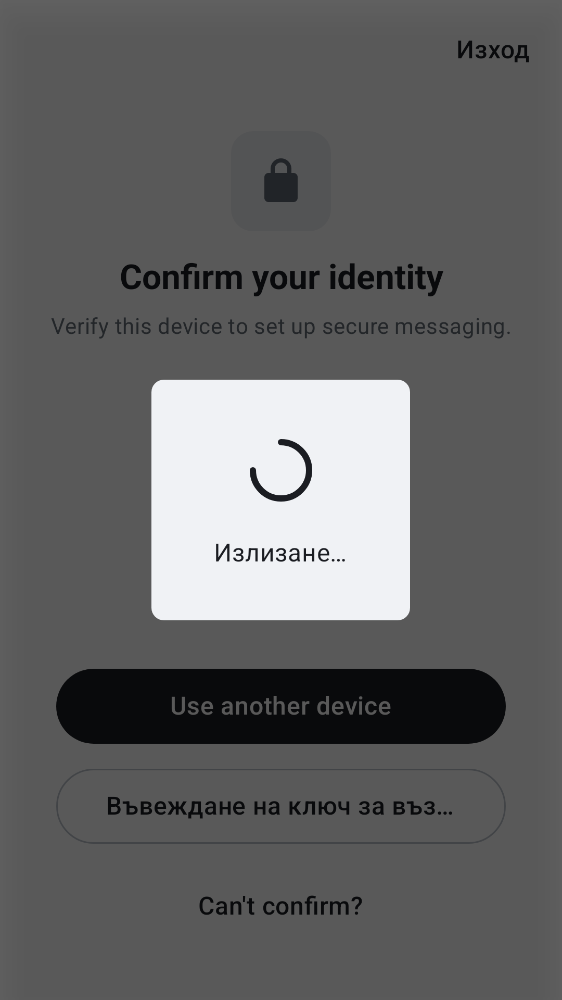 Изход
Confirm your identity
Verify this device to set up secure messaging.
Излизане…
Use another device
Въвеждане на ключ за въз…
Can't confirm?